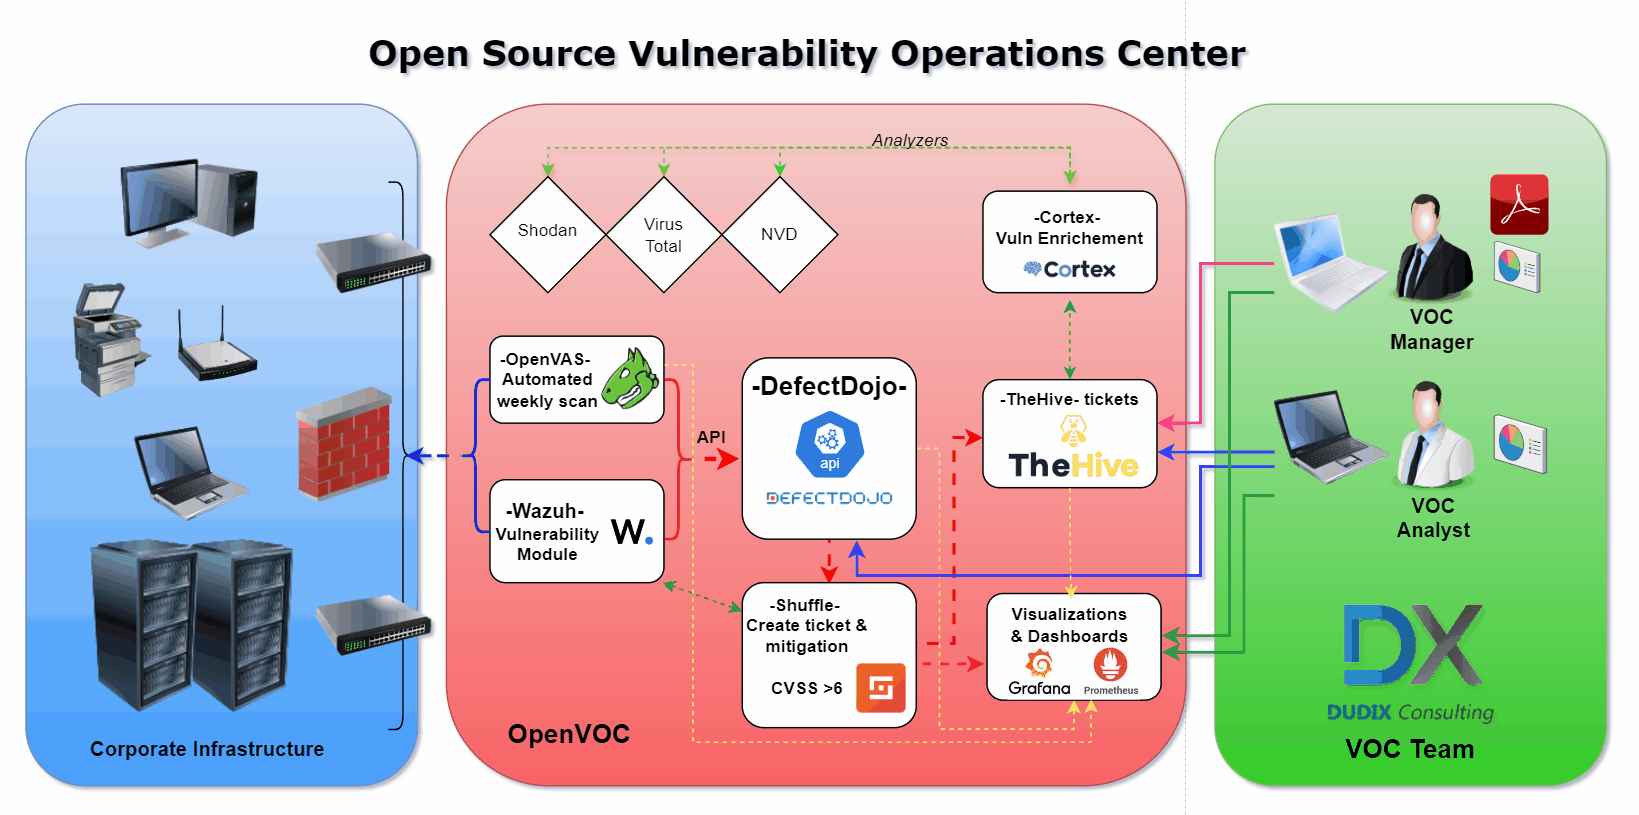 Open Source Vulnerability Operations Center
Analyzers
Shodan
Virus
Total
NVD
-Cortex-
Vuln Enrichement
Cortex
-OpenVAS-
Automated
weekly scan
-Wazuh-
Vulnerability
Module
W.
API
-DefectDojo-
api
DEFECTDOJO
-TheHive- tickets
TheHive
-Shuffle-
Create ticket &
mitigation
CVSS >6
Visualizations
& Dashboards
Grafana
Prometheus
OpenVOC
Corporate Infrastructure
VOC
Manager
VOC
Analyst
DX
DUDIX Consulting
VOC Team